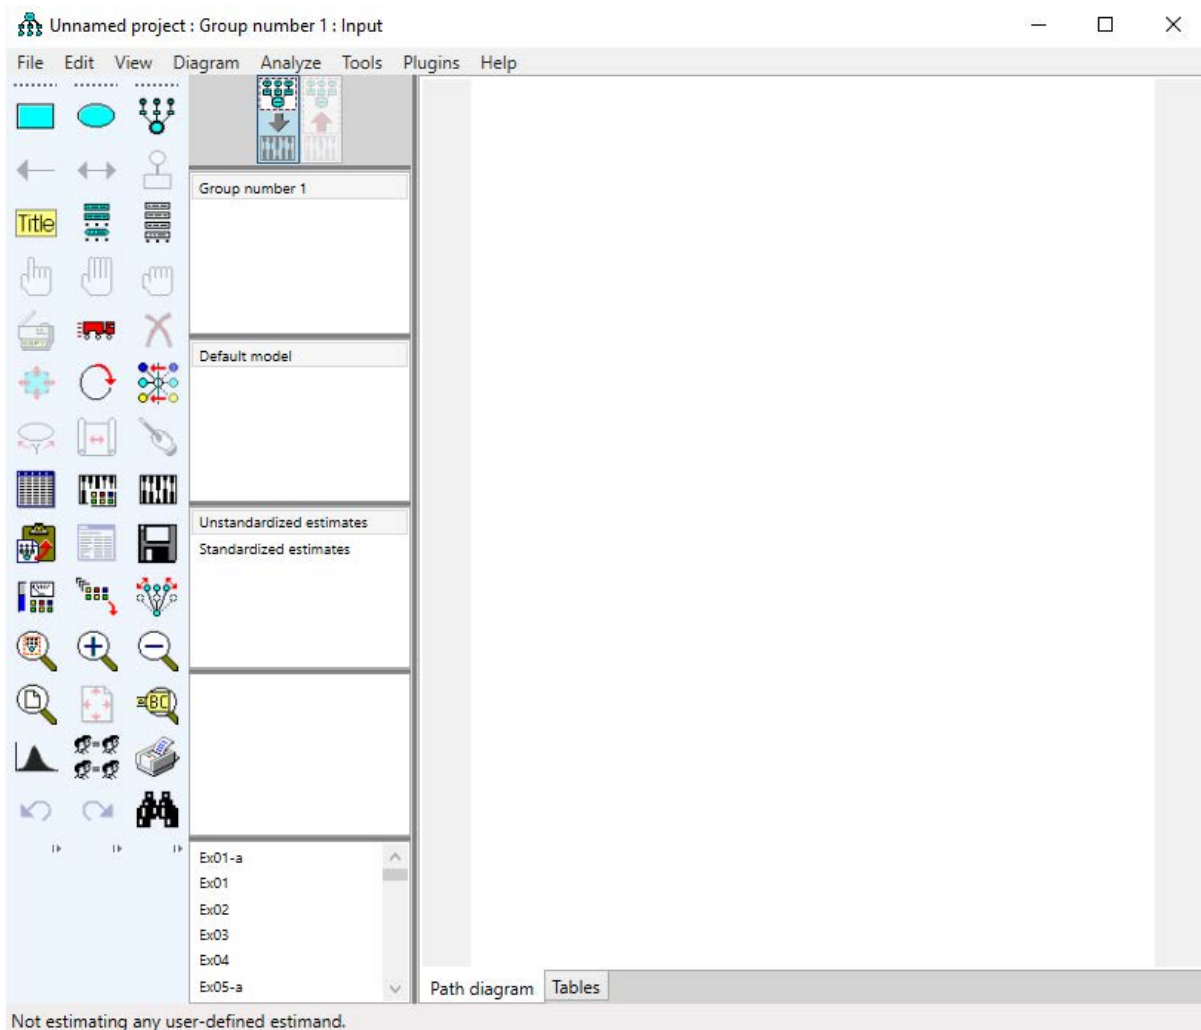 Unnamed project : Group number 1 : Input
File Edit View Diagram Analyze Tools Plugins Help
Title
Group number 1
Default model
Unstandardized estimates
Standardized estimates
Ex01-a
Ex01
Ex02
Ex03
Ex04
Ex05-a
Path diagram Tables
Not estimating any user-defined estimand.